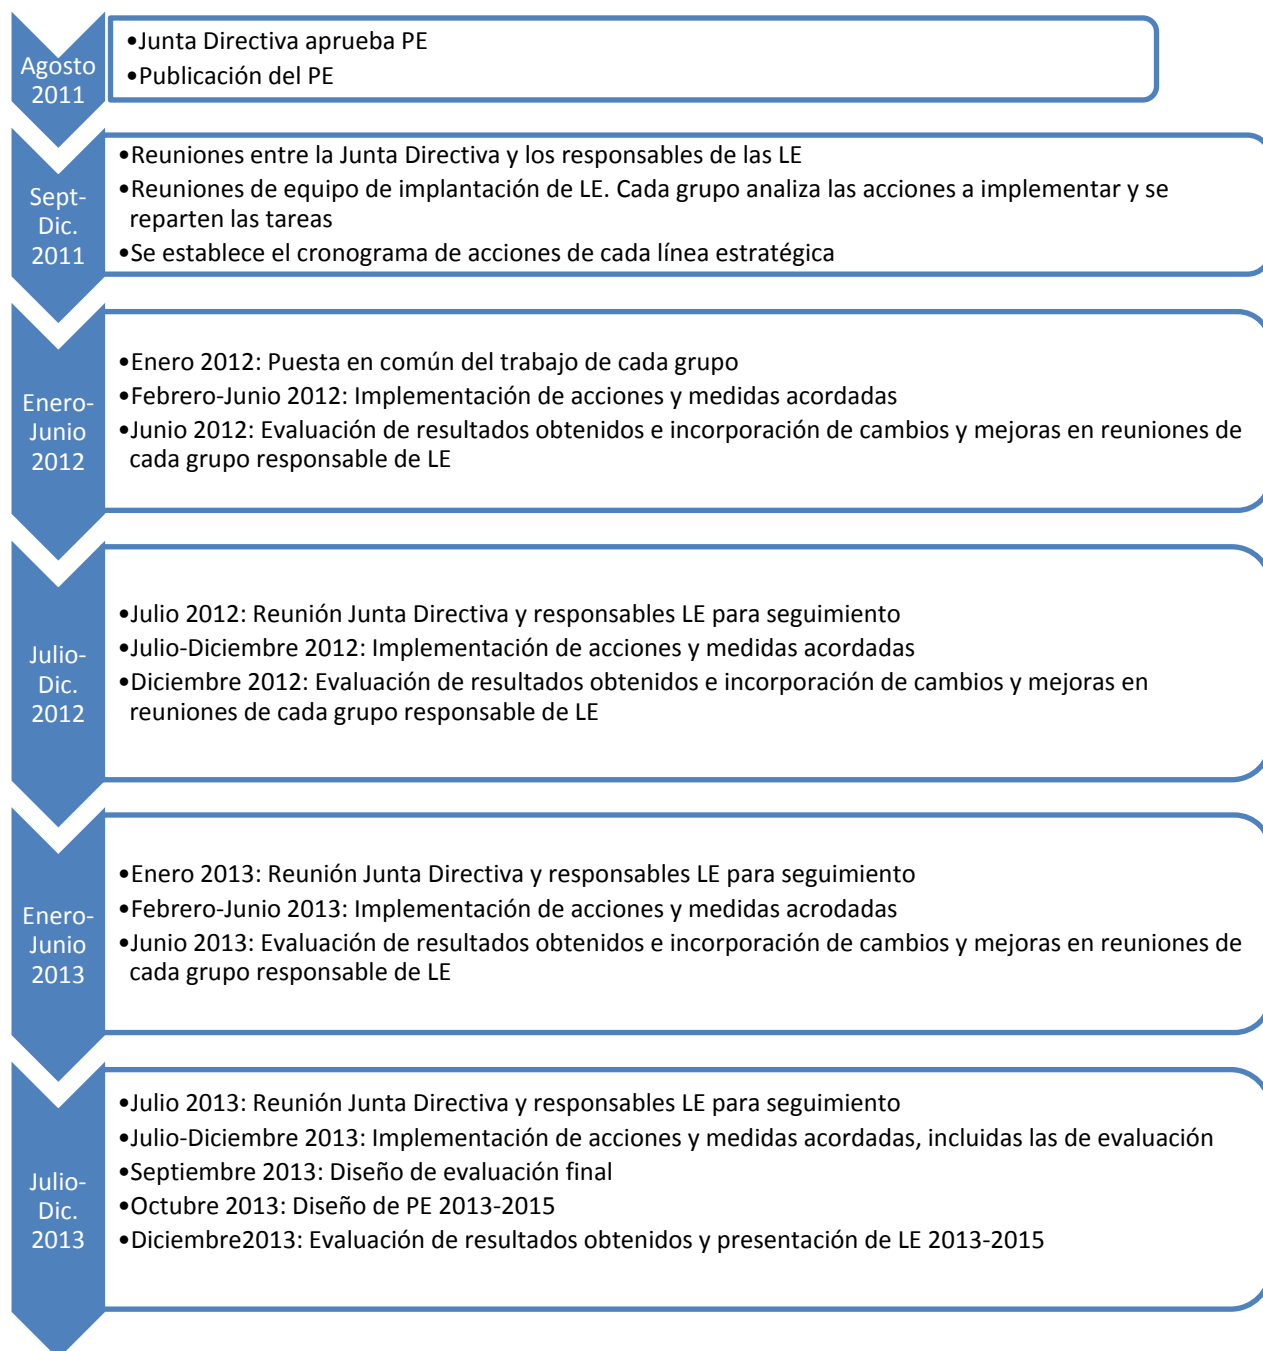 Agosto
2011
•Junta Directiva aprueba PE
•Publicación del PE
Sept-
Dic.
2011
•Reuniones entre la Junta Directiva y los responsables de las LE
•Reuniones de equipo de implantación de LE. Cada grupo analiza las acciones a implementar y se
reparten las tareas
•Se establece el cronograma de acciones de cada línea estratégica
Enero-
Junio
2012
•Enero 2012: Puesta en común del trabajo de cada grupo
•Febrero-Junio 2012: Implementación de acciones y medidas acordadas
•Junio 2012: Evaluación de resultados obtenidos e incorporación de cambios y mejoras en reuniones de
cada grupo responsable de LE
Julio-
Dic.
2012
•Julio 2012: Reunión Junta Directiva y responsables LE para seguimiento
•Julio-Diciembre 2012: Implementación de acciones y medidas acordadas
•Diciembre 2012: Evaluación de resultados obtenidos e incorporación de cambios y mejoras en
reuniones de cada grupo responsable de LE
Enero-
Junio
2013
•Enero 2013: Reunión Junta Directiva y responsables LE para seguimiento
•Febrero-Junio 2013: Implementación de acciones y medidas acrodadas
•Junio 2013: Evaluación de resultados obtenidos e incorporación de cambios y mejoras en reuniones de
cada grupo responsable de LE
Julio-
Dic.
2013
•Julio 2013: Reunión Junta Directiva y responsables LE para seguimiento
•Julio-Diciembre 2013: Implementación de acciones y medidas acordadas, incluidas las de evaluación
•Septiembre 2013: Diseño de evaluación final
•Octubre 2013: Diseño de PE 2013-2015
•Diciembre2013: Evaluación de resultados obtenidos y presentación de LE 2013-2015